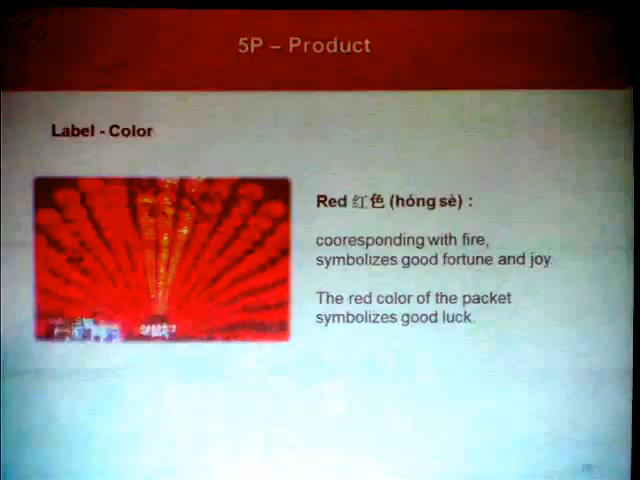 5P – Product
Label - Color
Red 红色 (hóng sè) :
cooresponding with fire,
symbolizes good fortune and joy
The red color of the packet
symbolizes good luck.